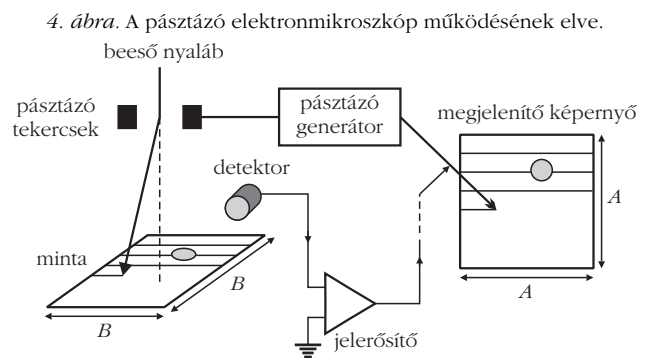 4. ábra. A pásztázó elektronmikroszkóp működésének elve.
beeső nyaláb
pásztázó
tekercsek
pásztázó
generátor
megjelenítő képernyő
detektor
A
minta
B
B
A
jelerősítő